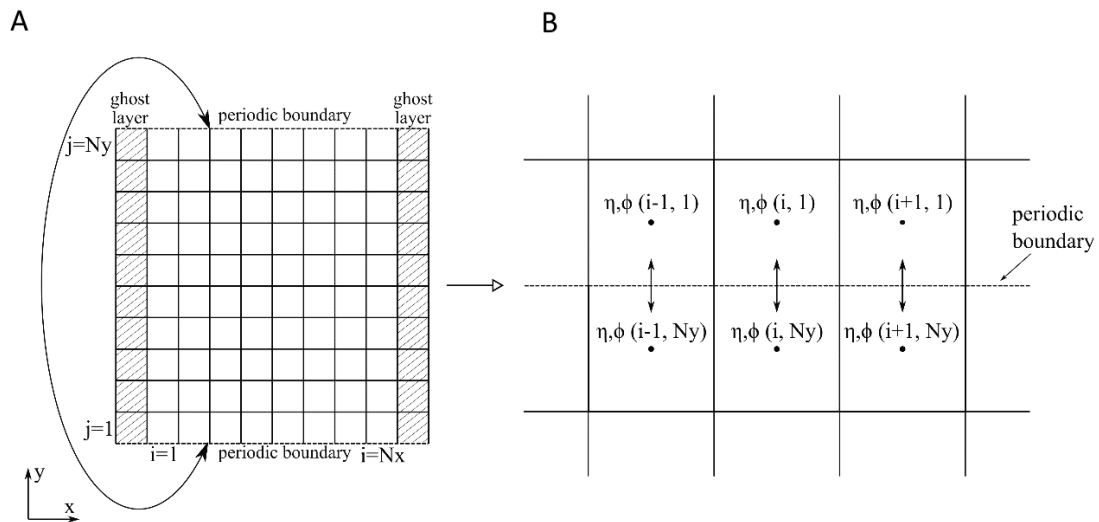 A
B
ghost
layer
periodic boundary
ghost
layer
j=Ny
j=1
i=1
periodic boundary
i=Nx
y
x
η,ϕ (i-1, 1)
η,ϕ (i, 1)
η,ϕ (i+1, 1)
periodic
boundary
η,ϕ (i-1, Ny)
η,ϕ (i, Ny)
η,ϕ (i+1, Ny)